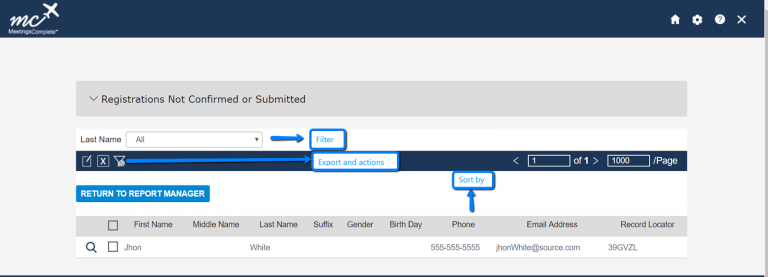 mc
MeetingsComplete™
Registrations Not Confirmed or Submitted
Last Name All Filter
X Export and actions < 1 of 1 > 1000 /Page
Sort by
RETURN TO REPORT MANAGER
First Name Middle Name Last Name Suffix Gender Birth Day Phone Email Address Record Locator
Jhon White 555-555-5555 jhonWhite@source.com 39GVZL